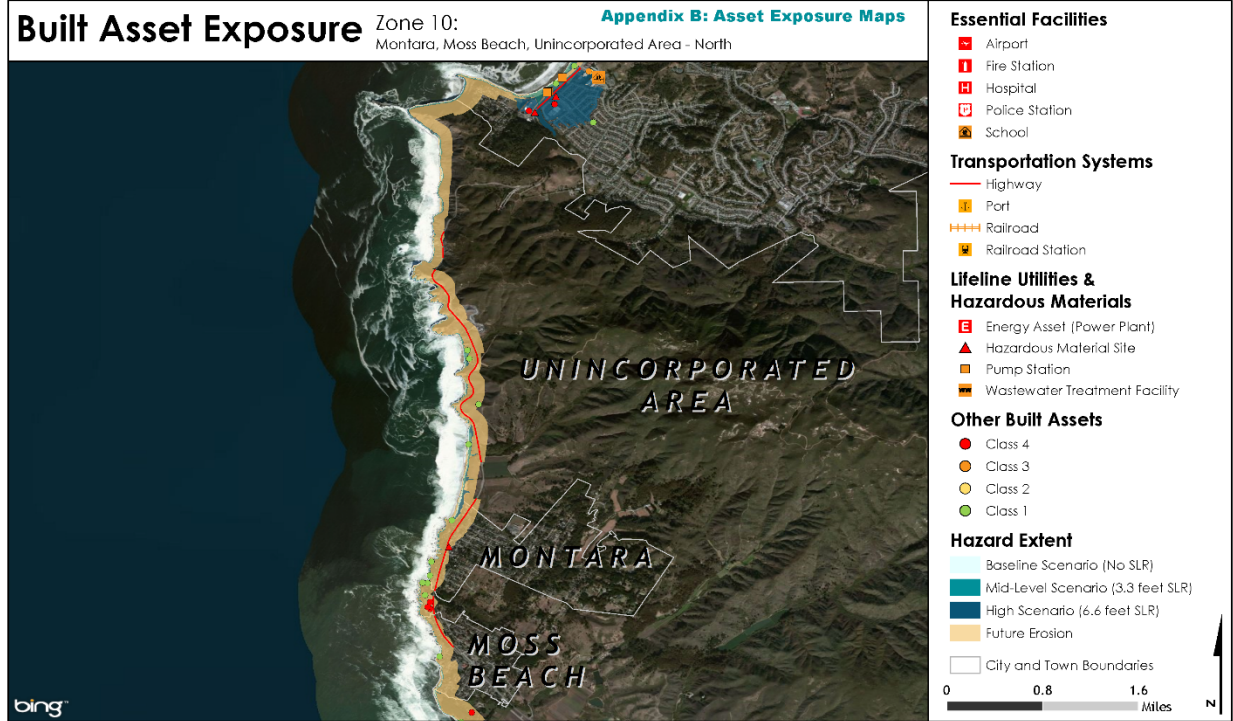 Built Asset Exposure
Zone 10:
Montara, Moss Beach, Unincorporated Area - North
Appendix B: Asset Exposure Maps
UNINCORPORATED
AREA
MONTARA
MOSS
BEACH
bing™
Essential Facilities
Airport
Fire Station
H Hospital
Police Station
School
Transportation Systems
Highway
Port
Railroad
Railroad Station
Lifeline Utilities &
Hazardous Materials
E Energy Asset (Power Plant)
Hazardous Material Site
Pump Station
Wastewater Treatment Facility
Other Built Assets
Class 4
Class 3
Class 2
Class 1
Hazard Extent
Baseline Scenario (No SLR)
Mid-Level Scenario (3.3 feet SLR)
High Scenario (6.6 feet SLR)
Future Erosion
City and Town Boundaries
0 0.8 1.6
Miles
N